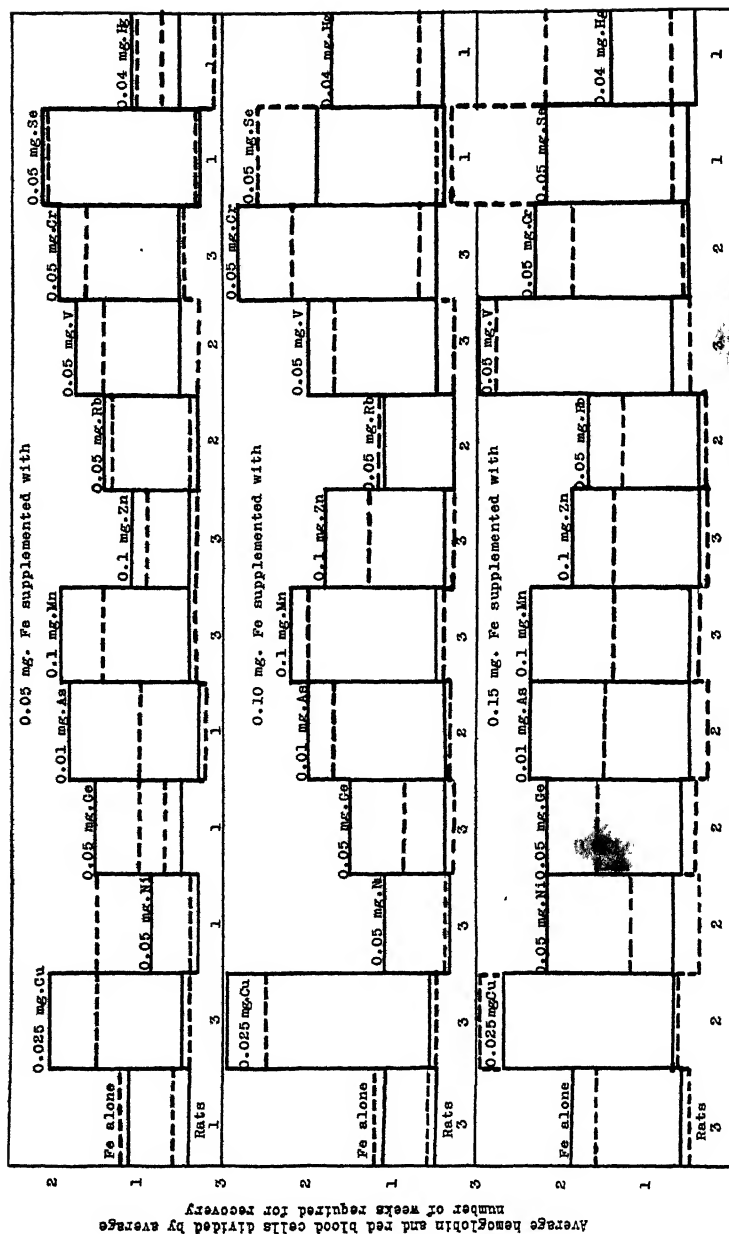 Average hemoglobin and red blood cells divided by average
number of weeks required for recovery
0.05 mg. Fe supplemented with
2
1
Fe alone
0.025 mg.Cu
0.05 mg.Ni
0.05 mg.Ge
0.01 mg.As
0.1 mg.Mn
0.1 mg.Zn
0.05 mg.Rb
0.05 mg.V
0.05 mg.Cr
0.05 mg.Se
0.04 mg.Hg
Rats
1 3 1 1 1 3 3 2 2 3 1 1
0.10 mg. Fe supplemented with
3
2
1
Fe alone
0.025 mg.Cu
0.05 mg.Ni
0.05 mg.Ge
0.01 mg.As
0.1 mg.Mn
0.1 mg.Zn
0.05 mg.Rb
0.05 mg.V
0.05 mg.Cr
0.05 mg.Se
0.04 mg.Hg
Rats
3 3 3 3 2 3 3 2 3 3 1 1
0.15 mg. Fe supplemented with
3
2
1
Fe alone
0.025mgCu
0.05 mg.Ni
0.05 mg.Ge
0.01 mg.As
0.1 mg.Mn
0.1 mg.Zn
0.05 mg.Rb
0.05 mg.V
0.05 mg.Cr
0.05 mg.Se
0.04 mg.Hg
Rats
3 2 2 2 2 3 3 2 3 2 1 1